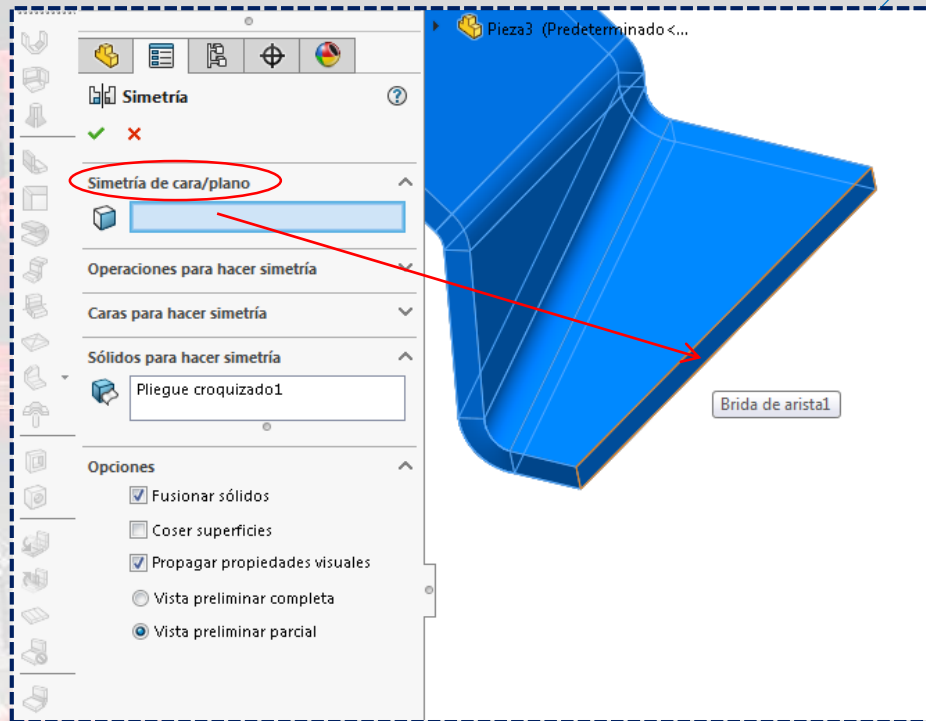 Pieza3 (Predeterminado<...
Simetría
Simetría de cara/plano
Operaciones para hacer simetría
Caras para hacer simetría
Sólidos para hacer simetría
Pliegue croquizado1
Opciones
Fusionar sólidos
Coser superficies
Propagar propiedades visuales
Vista preliminar completa
Vista preliminar parcial
Brida de arista1